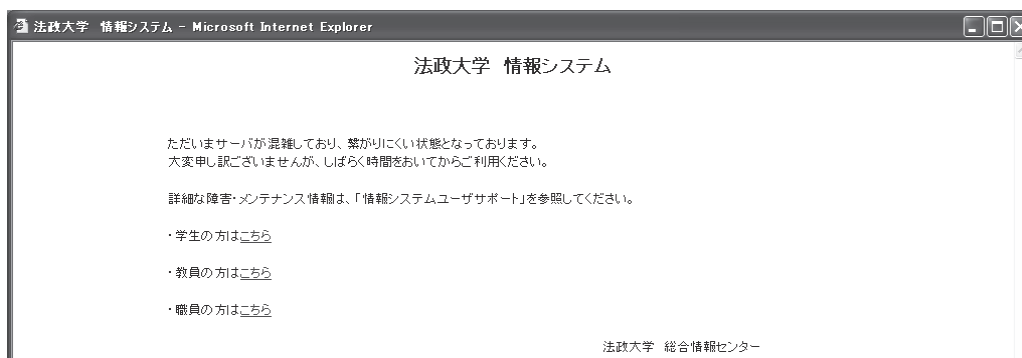 法政大学　情報システム - Microsoft Internet Explorer
法政大学　情報システム
ただいまサーバが混雑しており、繋がりにくい状態となっております。
大変申し訳ございませんが、しばらく時間をおいてからご利用ください。
詳細な障害・メンテナンス情報は、「情報システムユーザサポート」を参照してください。
・学生の方はこちら
・教員の方はこちら
・職員の方はこちら
法政大学　総合情報センター